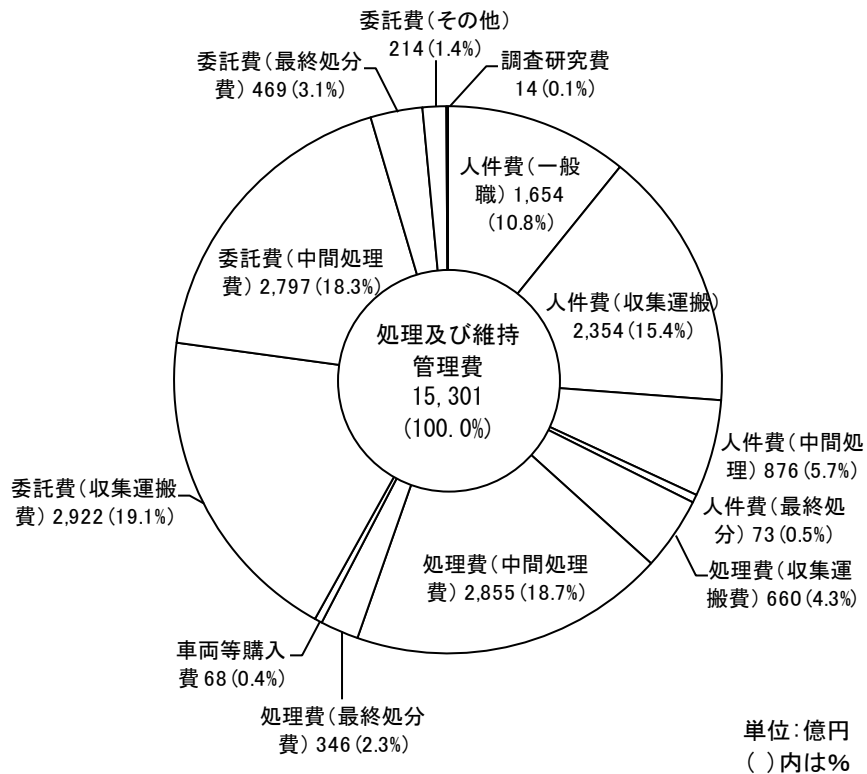 委託費（その他）
214（1.4%）
調査研究費
14（0.1%）
委託費（最終処分
費）469（3.1%）
人件費（一般
職）1,654
（10.8%）
人件費（収集運搬）
2,354（15.4%）
委託費（中間処理
費）2,797（18.3%）
処理及び維持
管理費
15,301
（100.0%）
人件費（中間処
理）876（5.7%）
人件費（最終処
分）73（0.5%）
処理費（収集運
搬費）660（4.3%）
委託費（収集運搬
費）2,922（19.1%）
処理費（中間処理
費）2,855（18.7%）
車両等購入
費 68（0.4%）
処理費（最終処分
費）346（2.3%）
単位：億円
（ ）内は%